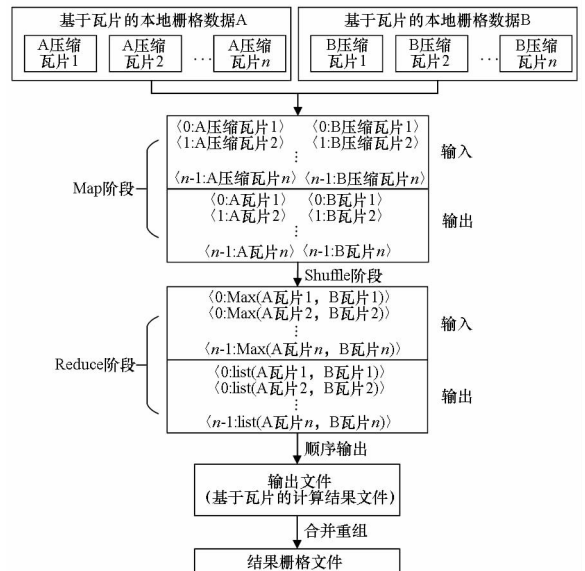 基于瓦片的本地栅格数据A
A压缩瓦片1 A压缩瓦片2 … A压缩瓦片n
基于瓦片的本地栅格数据B
B压缩瓦片1 B压缩瓦片2 … B压缩瓦片n
Map阶段
〈0:A压缩瓦片1〉 〈0:B压缩瓦片1〉
〈1:A压缩瓦片2〉 〈1:B压缩瓦片2〉
⋮
〈n-1:A压缩瓦片n〉 〈n-1:B压缩瓦片n〉
输入
〈0:A瓦片1〉 〈0:B瓦片1〉
〈1:A瓦片2〉 〈1:B瓦片2〉
⋮
〈n-1:A瓦片n〉 〈n-1:B瓦片n〉
输出
Shuffle阶段
Reduce阶段
〈0:Max(A瓦片1，B瓦片1)〉
〈0:Max(A瓦片2，B瓦片2)〉
⋮
〈n-1:Max(A瓦片n，B瓦片n)〉
输入
〈0:list(A瓦片1，B瓦片1)〉
〈0:list(A瓦片2，B瓦片2)〉
⋮
〈n-1:list(A瓦片n，B瓦片n)〉
输出
顺序输出
输出文件
(基于瓦片的计算结果文件)
合并重组
结果栅格文件